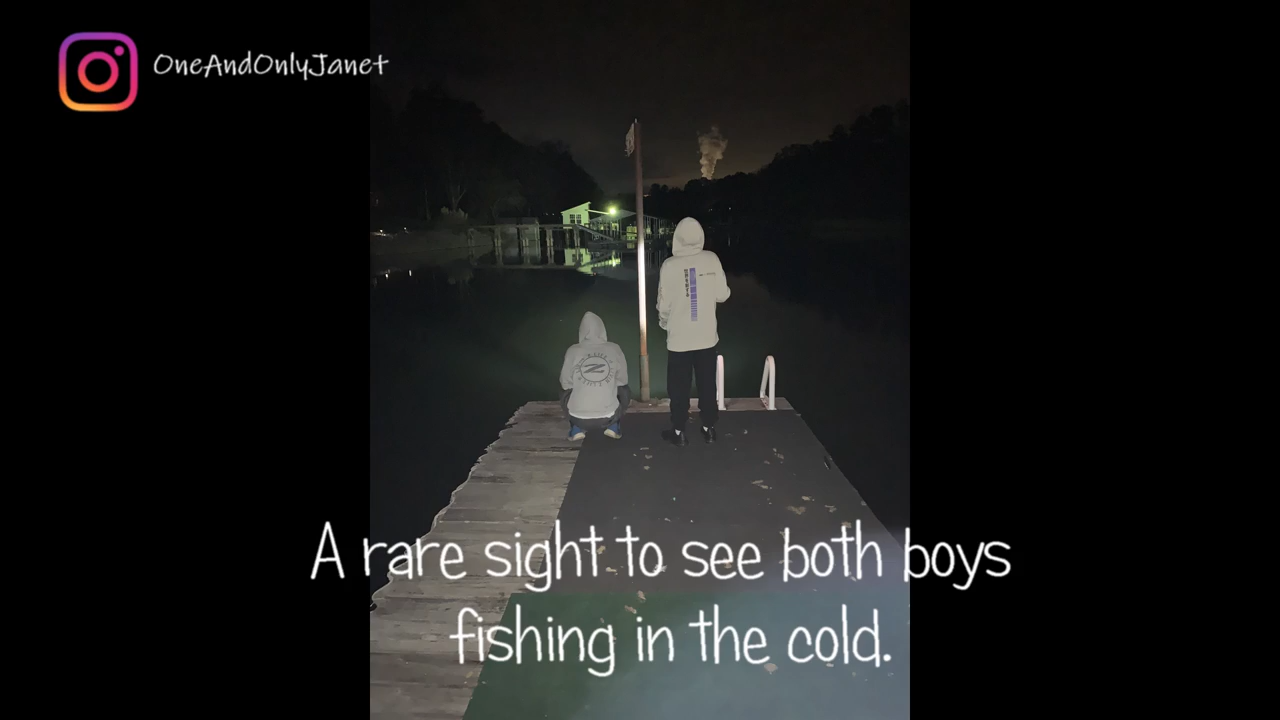 OneAndOnlyJanet
A rare sight to see both boys
fishing in the cold.
N